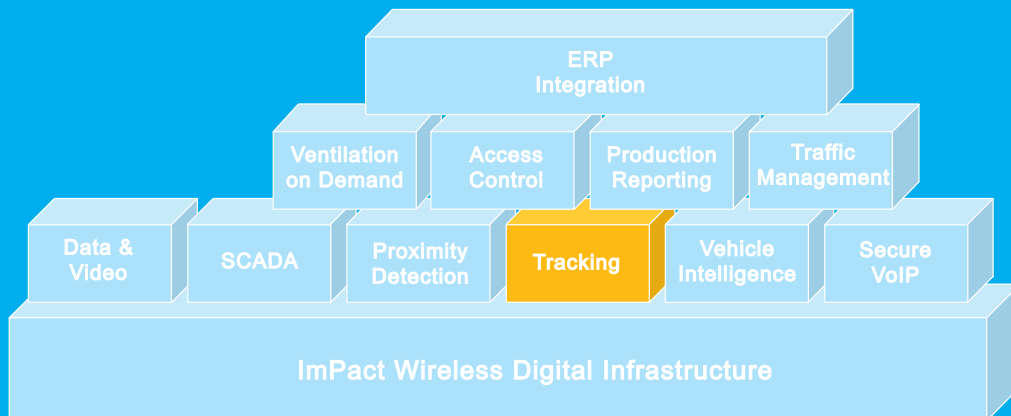 ERP
Integration
Ventilation
on Demand
Access
Control
Production
Reporting
Traffic
Management
Data &
Video
SCADA
Proximity
Detection
Tracking
Vehicle
Intelligence
Secure
VoIP
ImPact Wireless Digital Infrastructure